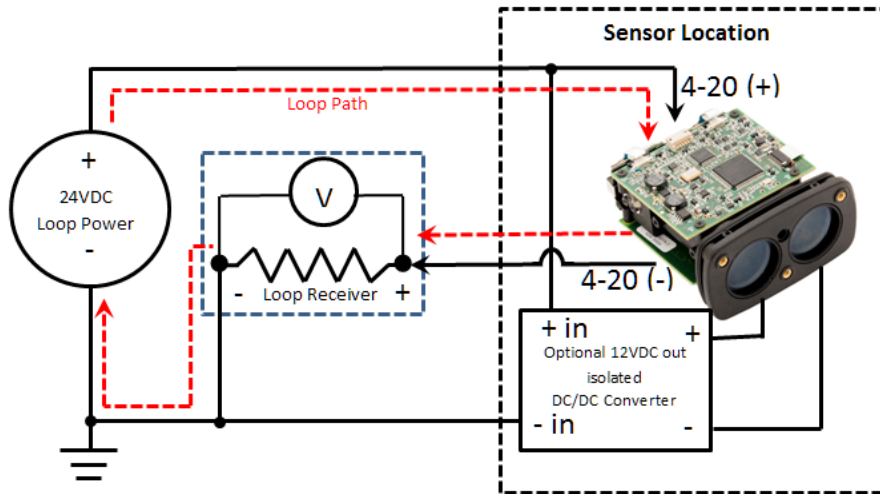 Sensor Location
4-20 (+)
Loop Path
+
24VDC
Loop Power
-
V
- Loop Receiver +
4-20 (-)
+ in +
Optional 12VDC out
isolated
DC/DC Converter
- in -